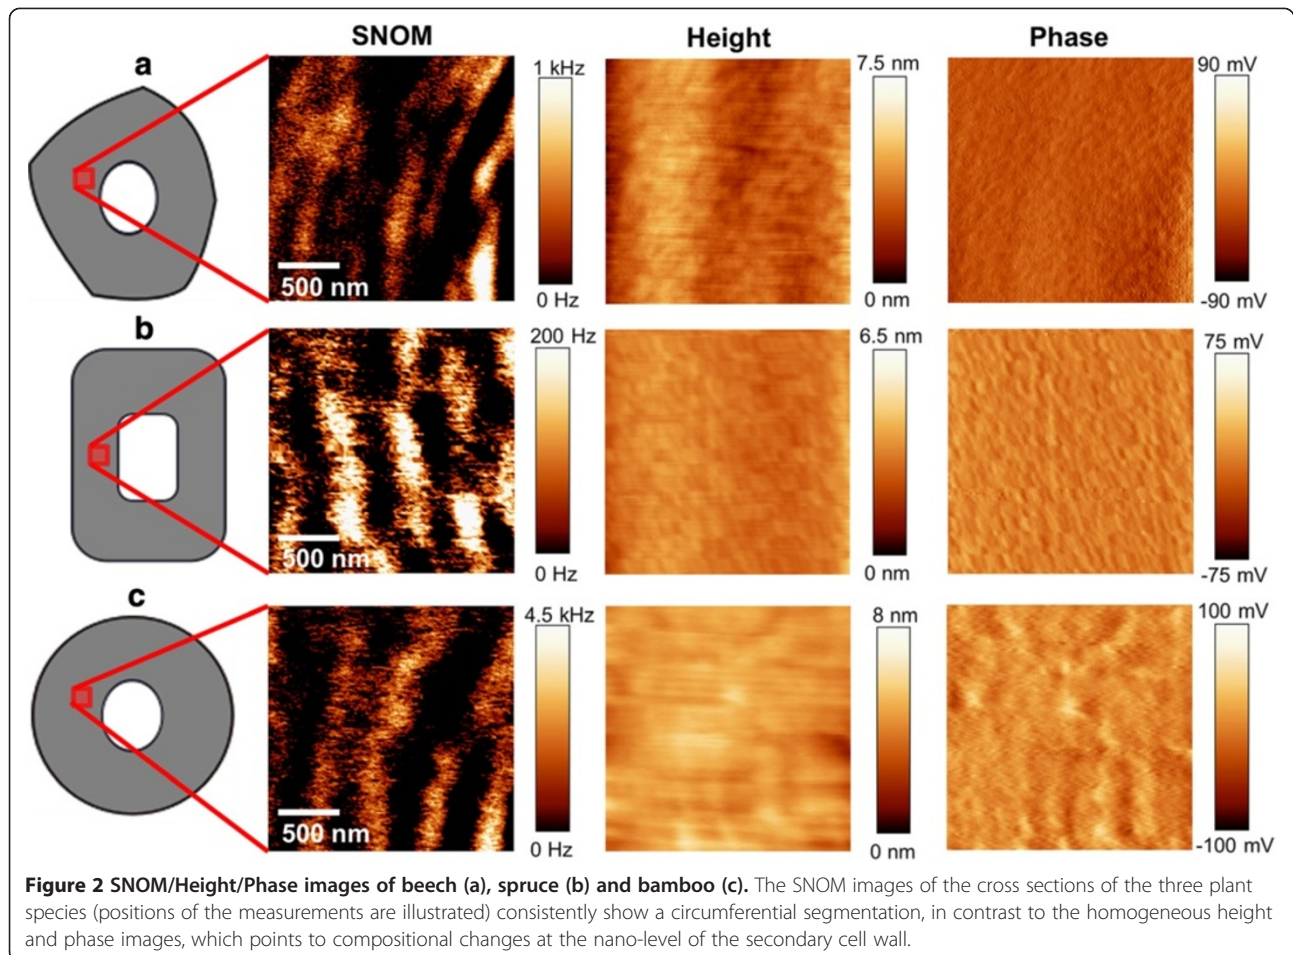 SNOM Height Phase
a
1 kHz
7.5 nm
90 mV
500 nm
0 Hz
0 nm
-90 mV
b
200 Hz
6.5 nm
75 mV
500 nm
0 Hz
0 nm
-75 mV
c
4.5 kHz
8 nm
100 mV
500 nm
0 Hz
0 nm
-100 mV
Figure 2 SNOM/Height/Phase images of beech (a), spruce (b) and bamboo (c). The SNOM images of the cross sections of the three plant
species (positions of the measurements are illustrated) consistently show a circumferential segmentation, in contrast to the homogeneous height
and phase images, which points to compositional changes at the nano-level of the secondary cell wall.